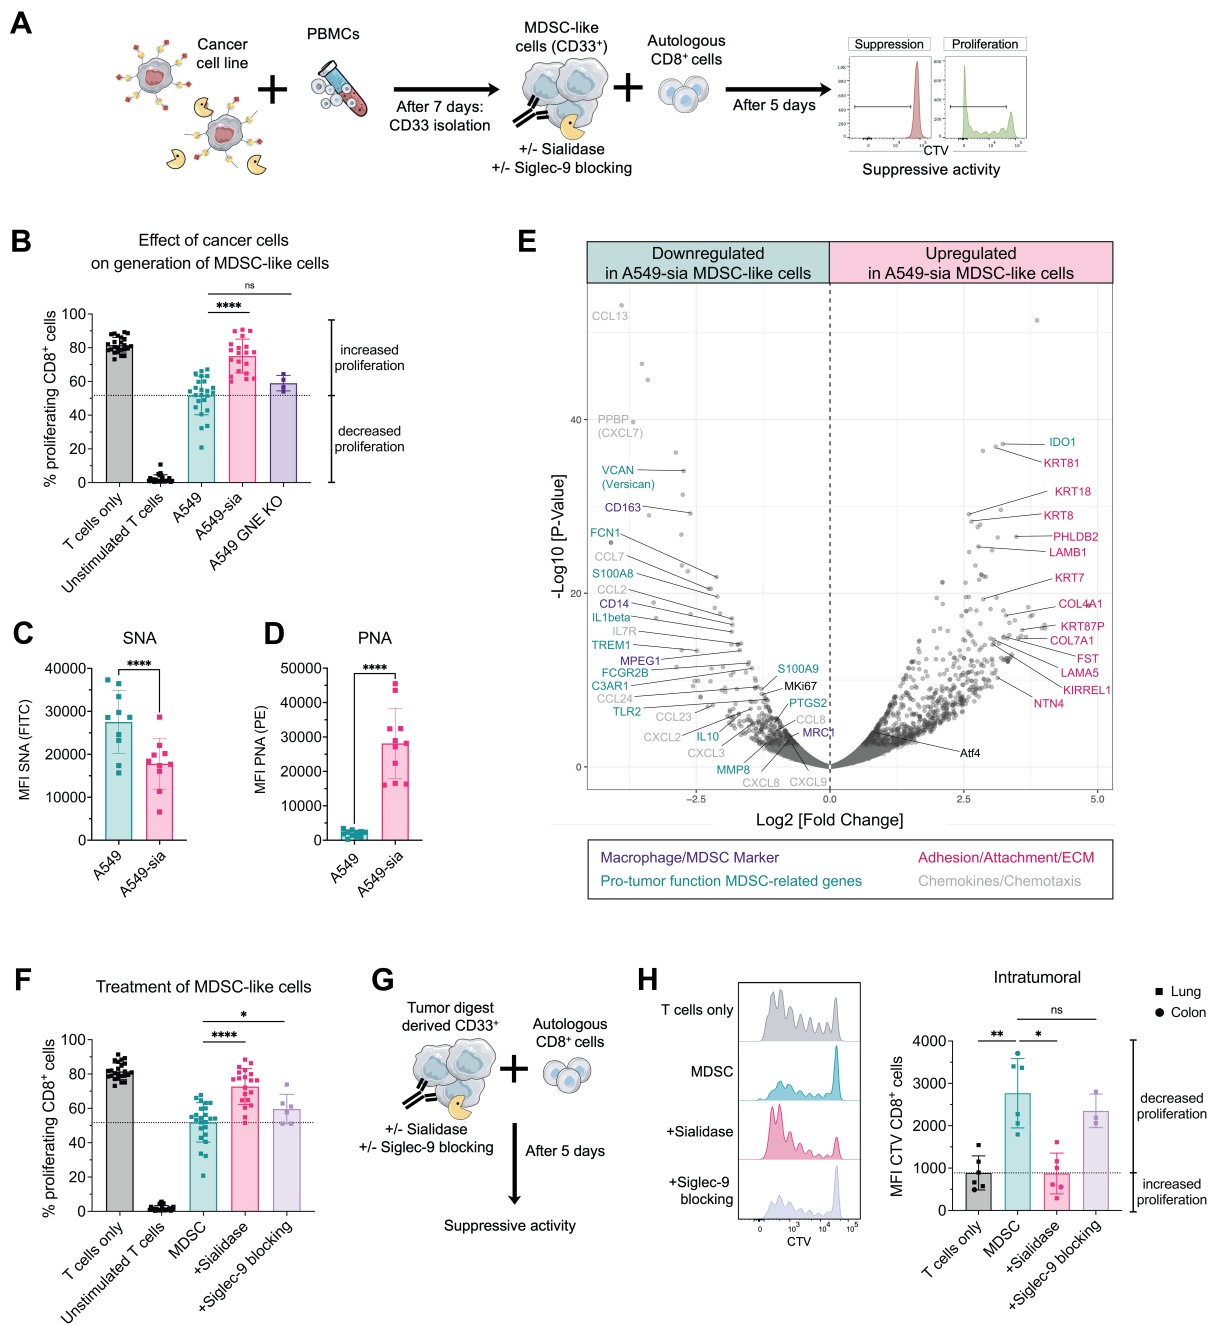 A
Cancer
cell line
PBMCs
After 7 days:
CD33 isolation
MDSC-like
cells (CD33⁺)
+/- Sialidase
+/- Siglec-9 blocking
Autologous
CD8⁺ cells
After 5 days
Suppression
Proliferation
CTV
Suppressive activity
B
Effect of cancer cells
on generation of MDSC-like cells
ns
****
% proliferating CD8⁺ cells
100
80
60
40
20
0
increased
proliferation
decreased
proliferation
T cells only
Unstimulated T cells
A549
A549-sia
A549 GNE KO
C
SNA
****
MFI SNA (FITC)
40000
30000
20000
10000
0
A549
A549-sia
D
PNA
****
MFI PNA (PE)
50000
40000
30000
20000
10000
0
A549
A549-sia
E
Downregulated
in A549-sia MDSC-like cells
Upregulated
in A549-sia MDSC-like cells
-Log10 [P-Value]
40
20
0
CCL13
PPBP
(CXCL7)
VCAN
(Versican)
CD163
FCN1
CCL7
S100A8
CCL2
CD14
IL1beta
IL7R
TREM1
MPEG1
FCGR2B
C3AR1
CCL24
TLR2
CCL23
CXCL2
IL10
CXCL3
MMP8
CXCL8
CXCL9
S100A9
MKi67
PTGS2
CCL8
MRC1
IDO1
KRT81
KRT18
KRT8
PHLDB2
LAMB1
KRT7
COL4A1
KRT87P
COL7A1
FST
LAMA5
KIRREL1
NTN4
Atf4
−2.5
0.0
2.5
5.0
Log2 [Fold Change]
Macrophage/MDSC Marker
Adhesion/Attachment/ECM
Pro-tumor function MDSC-related genes
Chemokines/Chemotaxis
F
Treatment of MDSC-like cells
*
****
% proliferating CD8⁺ cells
100
80
60
40
20
0
T cells only
Unstimulated T cells
MDSC
+Sialidase
+Siglec-9 blocking
G
Tumor digest
derived CD33⁺
Autologous
CD8⁺ cells
+/- Sialidase
+/- Siglec-9 blocking
After 5 days
Suppressive activity
H
T cells only
MDSC
+Sialidase
+Siglec-9
blocking
0
10³
10⁴
10⁵
CTV
Intratumoral
Lung
Colon
ns
**
*
MFI CTV CD8⁺ cells
4000
3000
2000
1000
0
decreased
proliferation
increased
proliferation
T cells only
MDSC
+Sialidase
+Siglec-9 blocking